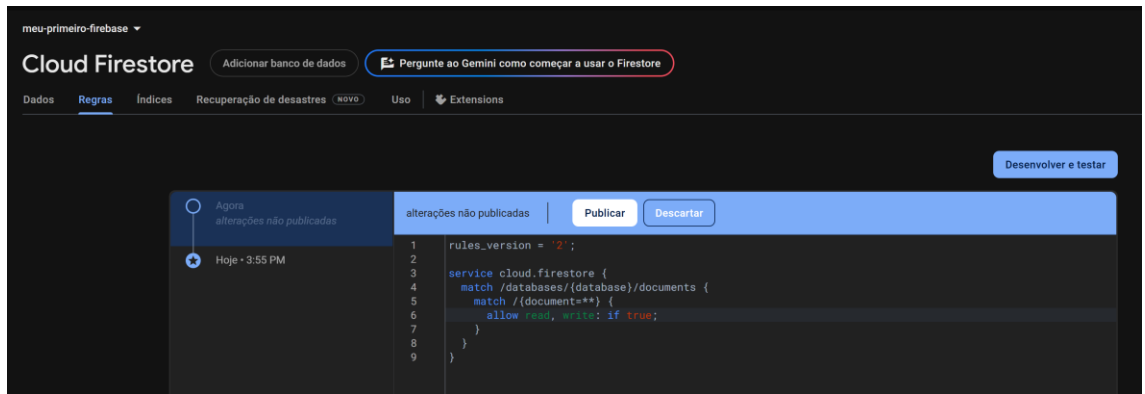 meu-primeiro-firebase
Cloud Firestore Adicionar banco de dados Pergunte ao Gemini como começar a usar o Firestore
Dados Regras Índices Recuperação de desastres NOVO Uso Extensions
Desenvolver e testar
Agora
alterações não publicadas
Hoje • 3:55 PM
alterações não publicadas Publicar Descartar
1 rules_version = '2';
2
3 service cloud.firestore {
4 match /databases/{database}/documents {
5 match /{document=**} {
6 allow read, write: if true;
7 }
8 }
9 }